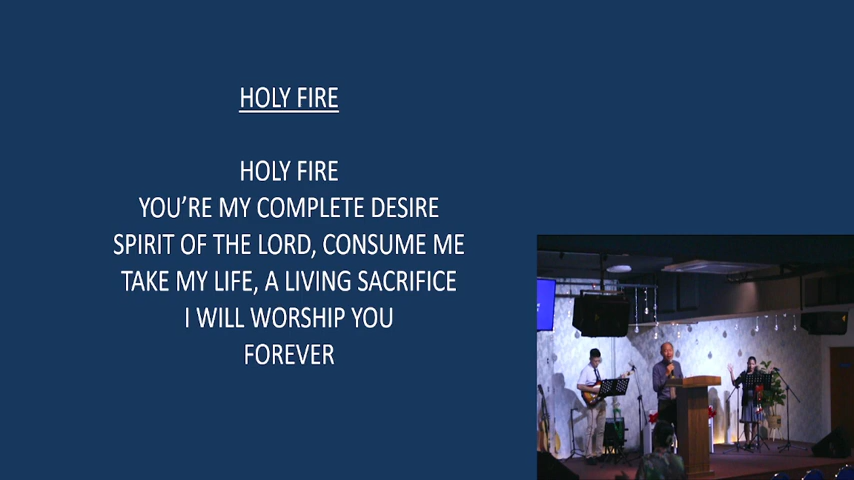 HOLY FIRE
HOLY FIRE
YOU'RE MY COMPLETE DESIRE
SPIRIT OF THE LORD, CONSUME ME
TAKE MY LIFE, A LIVING SACRIFICE
I WILL WORSHIP YOU
FOREVER